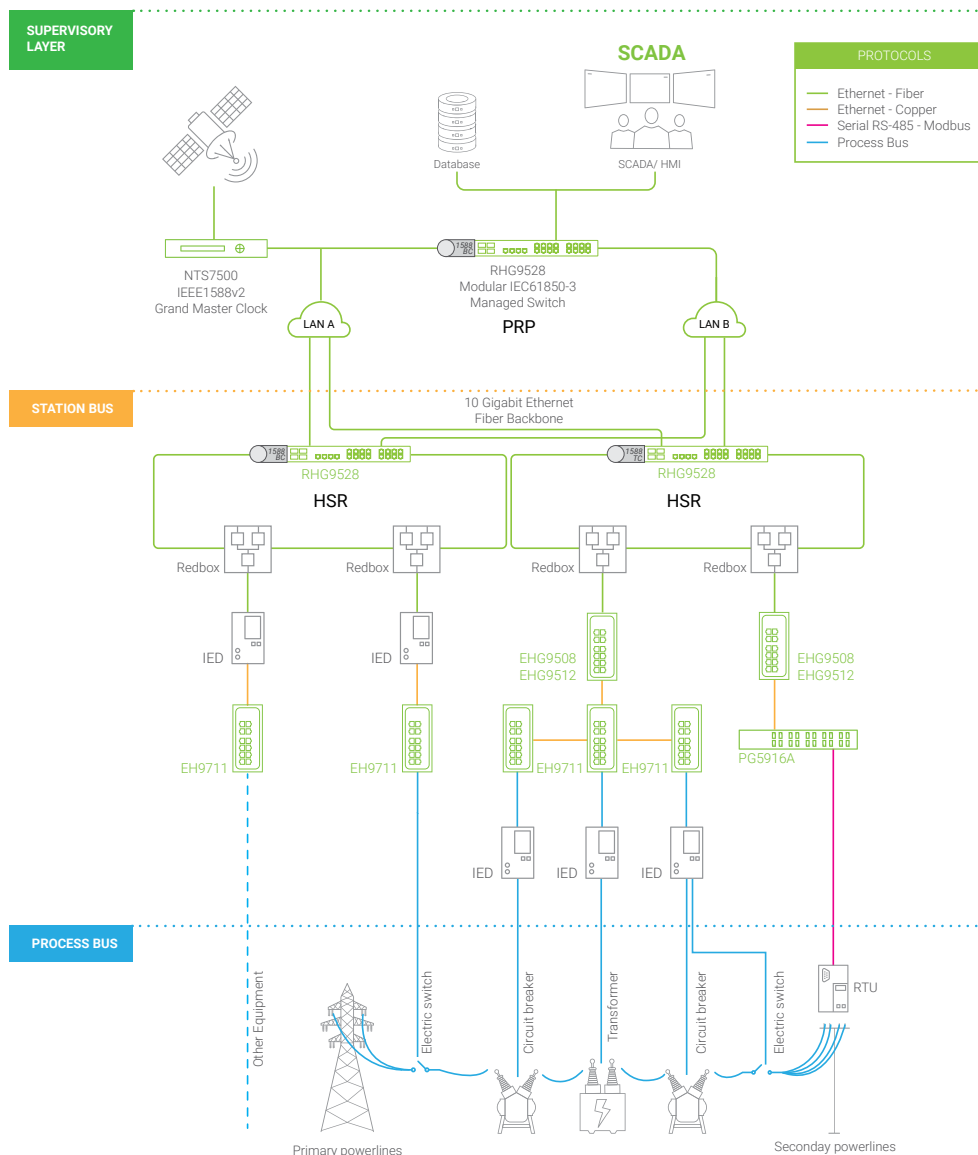 SUPERVISORY
LAYER
SCADA
PROTOCOLS
Ethernet - Fiber
Ethernet - Copper
Serial RS-485 - Modbus
Process Bus
Database
SCADA/ HMI
1588
BC
NTS7500
IEEE1588v2
Grand Master Clock
RHG9528
Modular IEC61850-3
Managed Switch
PRP
LAN A
LAN B
STATION BUS
10 Gigabit Ethernet
Fiber Backbone
1588
BC
1588
TC
RHG9528
RHG9528
HSR
HSR
Redbox
Redbox
Redbox
Redbox
IED
IED
EHG9508
EHG9512
EHG9508
EHG9512
EH9711
EH9711
EH9711
EH9711
PG5916A
IED
IED
IED
PROCESS BUS
Other Equipment
Electric switch
Circuit breaker
Transformer
Circuit breaker
Electric switch
RTU
Primary powerlines
Seconday powerlines